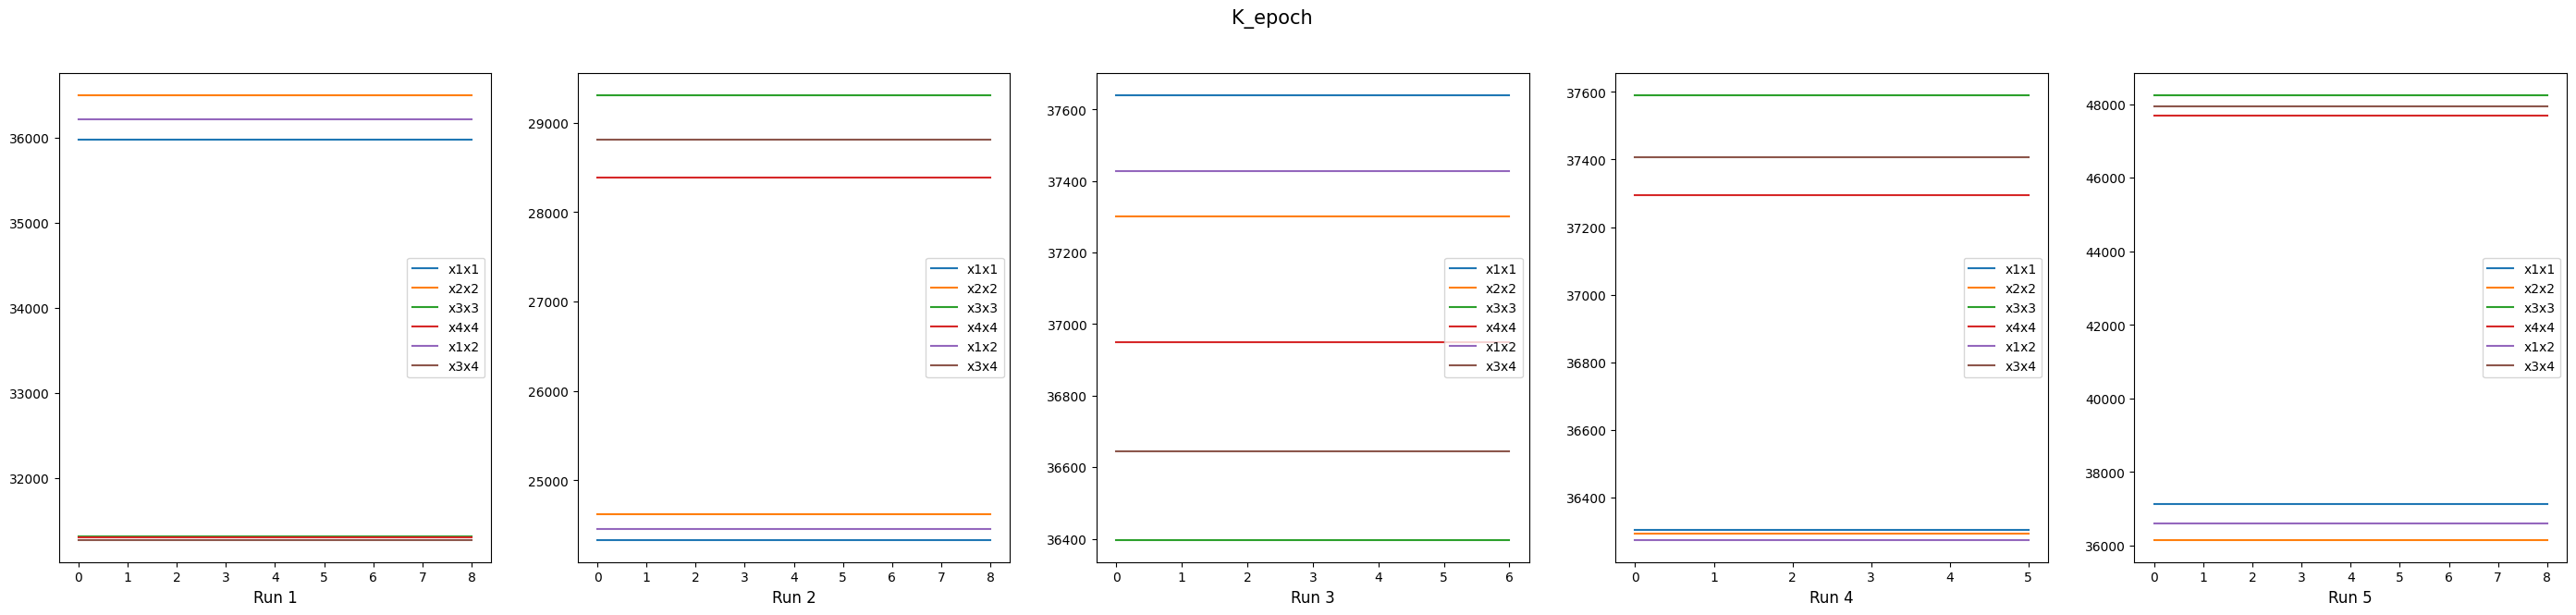 K_epoch
36000
35000
34000
33000
32000
x1x1
x2x2
x3x3
x4x4
x1x2
x3x4
0 1 2 3 4 5 6 7 8
Run 1
29000
28000
27000
26000
25000
x1x1
x2x2
x3x3
x4x4
x1x2
x3x4
0 1 2 3 4 5 6 7 8
Run 2
37600
37400
37200
37000
36800
36600
36400
x1x1
x2x2
x3x3
x4x4
x1x2
x3x4
0 1 2 3 4 5 6
Run 3
37600
37400
37200
37000
36800
36600
36400
x1x1
x2x2
x3x3
x4x4
x1x2
x3x4
0 1 2 3 4 5
Run 4
48000
46000
44000
42000
40000
38000
36000
x1x1
x2x2
x3x3
x4x4
x1x2
x3x4
0 1 2 3 4 5 6 7 8
Run 5